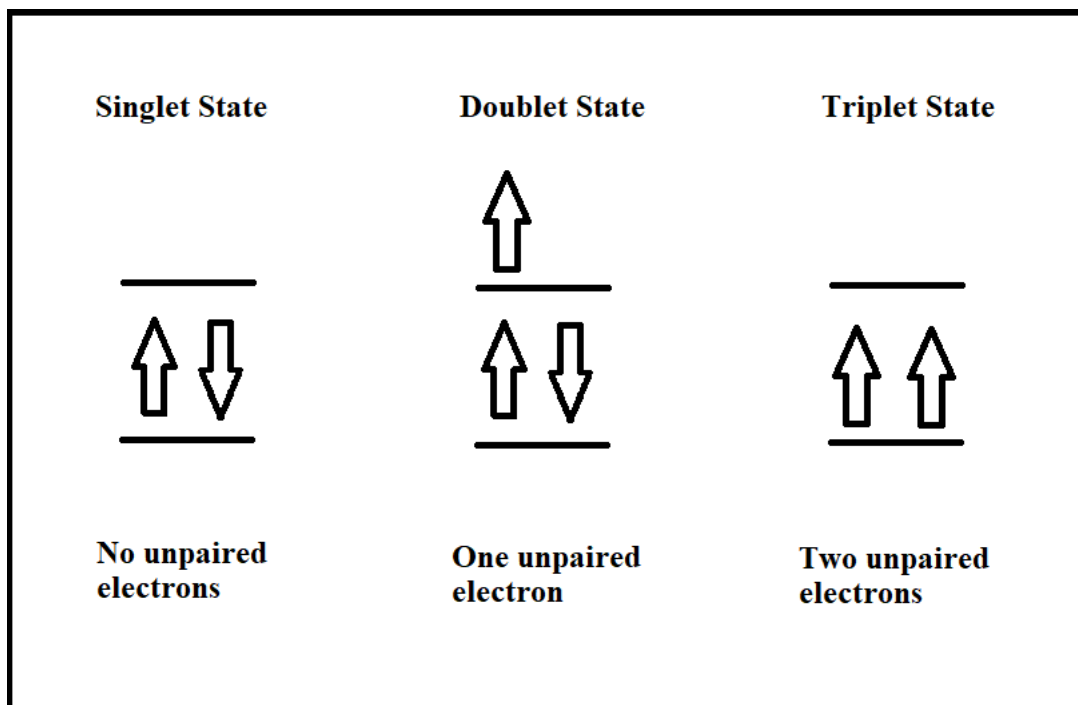 Singlet State
Doublet State
Triplet State
No unpaired
electrons
One unpaired
electron
Two unpaired
electrons